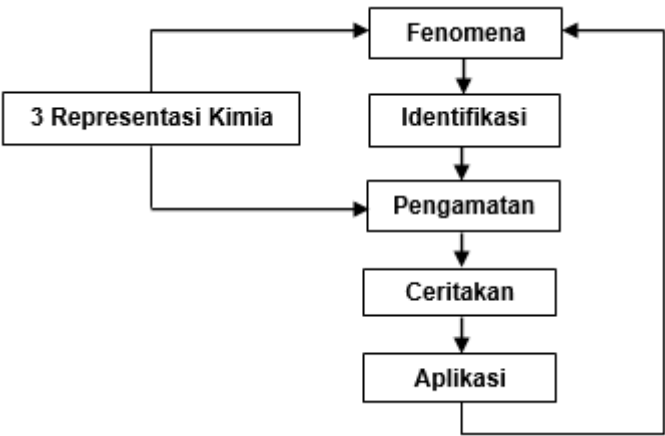 Fenomena
3 Representasi Kimia
Identifikasi
Pengamatan
Ceritakan
Aplikasi